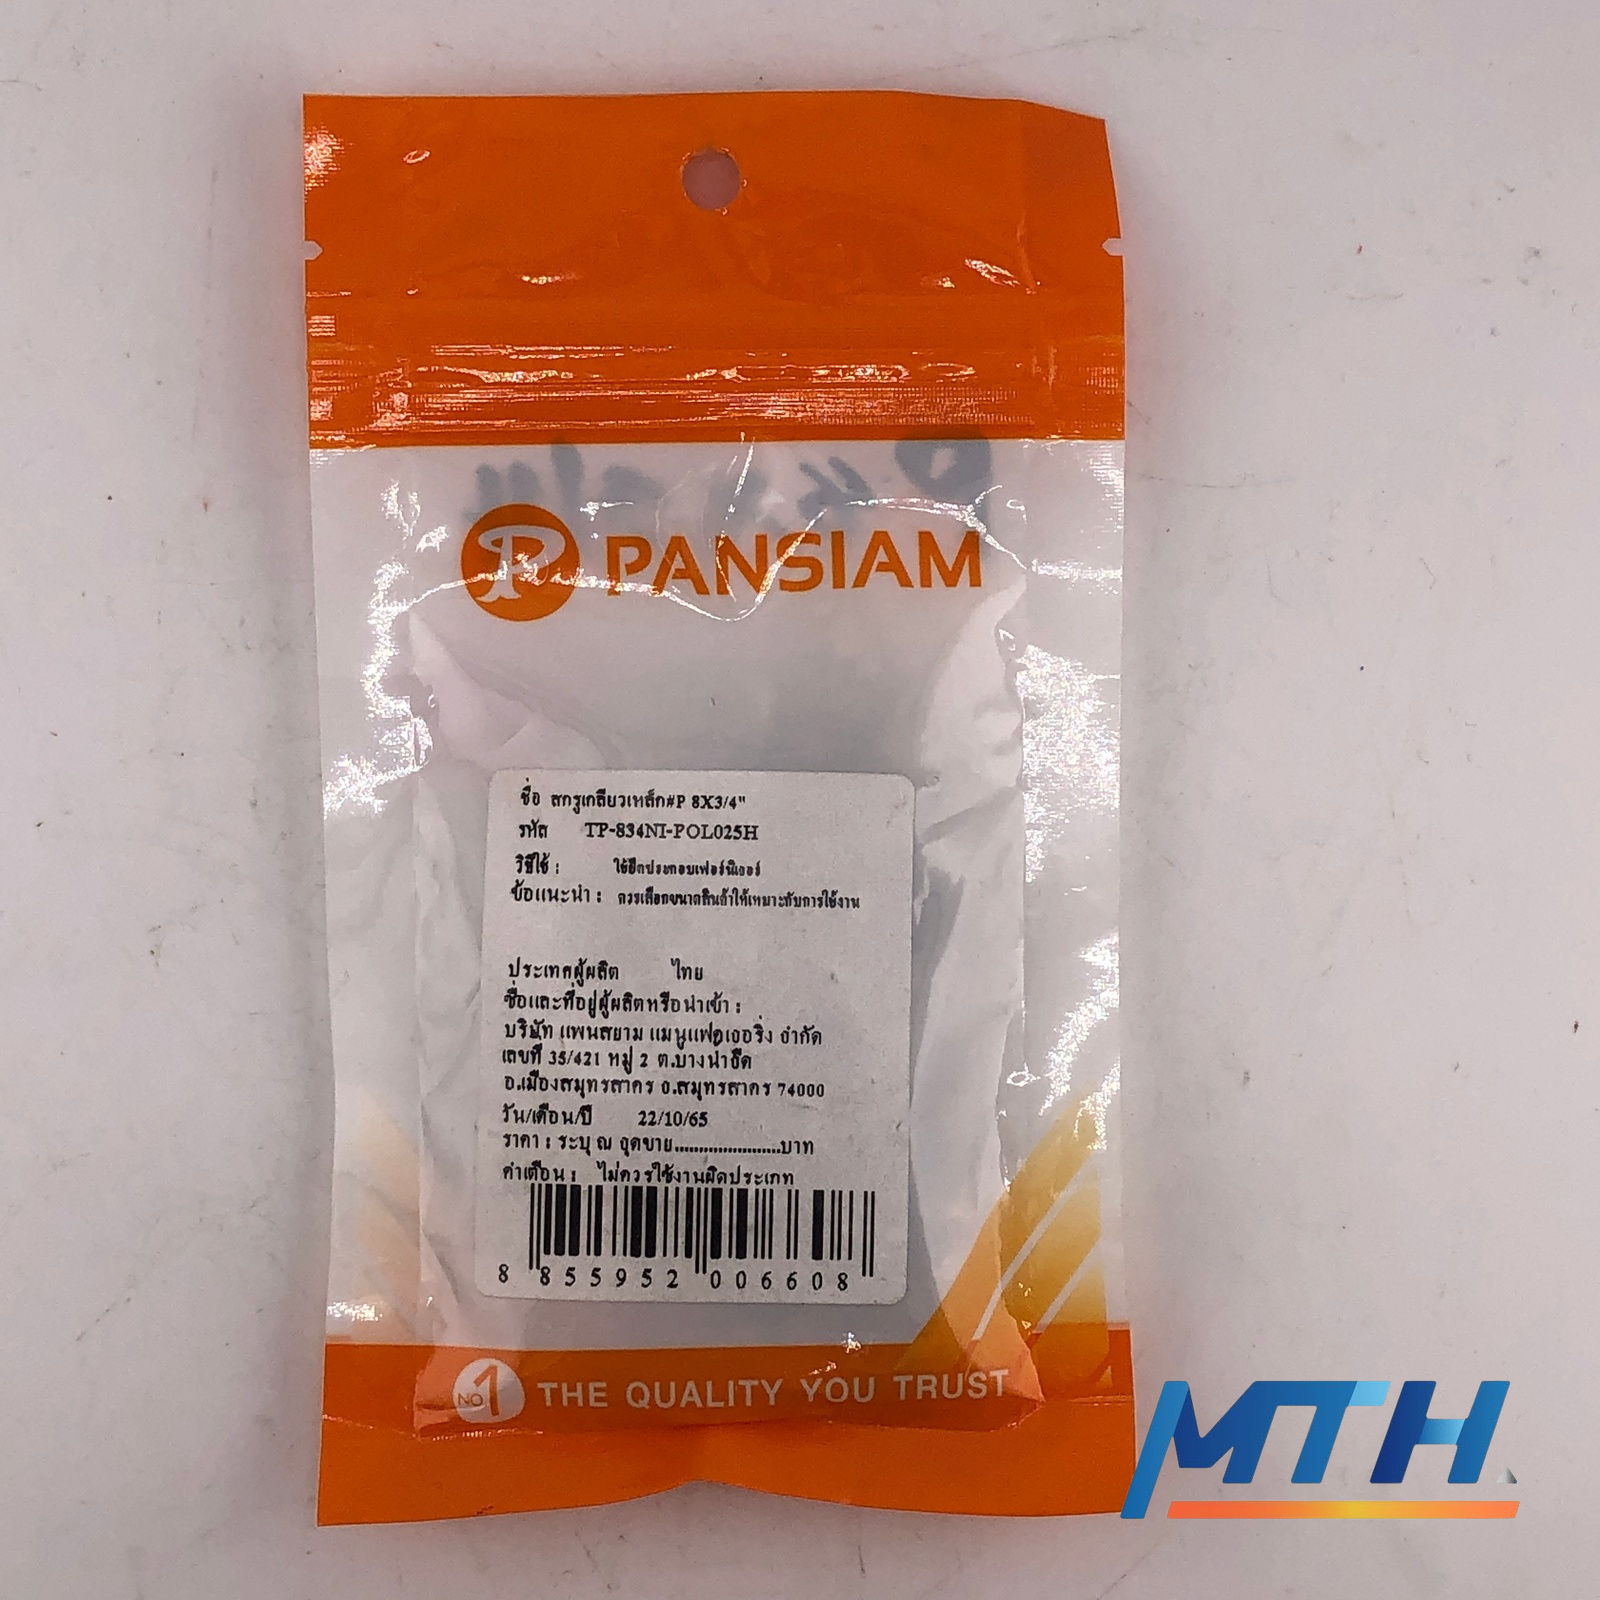 PANSIAM
ชื่อ สกรูเกลียวเหล็ก#P 8X3/4"
รหัส TP-834NI-POL025H
วิธีใช้ : ใช้ยึดประกอบเฟอร์นิเจอร์
ข้อแนะนำ : ควรเลือกขนาดสินค้าให้เหมาะกับการใช้งาน
ประเทศผู้ผลิต ไทย
ชื่อและที่อยู่ผู้ผลิตหรือนำเข้า :
บริษัท แพนสยาม แมนูแฟคเจอริ่ง จำกัด
เลขที่ 35/421 หมู่ 2 ต.บางน้ำจืด
อ.เมืองสมุทรสาคร จ.สมุทรสาคร 74000
วัน/เดือน/ปี 22/10/65
ราคา : ระบุ ณ จุดขาย......................บาท
คำเตือน : ไม่ควรใช้งานผิดประเภท
8 855952 006608
NO 1 THE QUALITY YOU TRUST
MTH